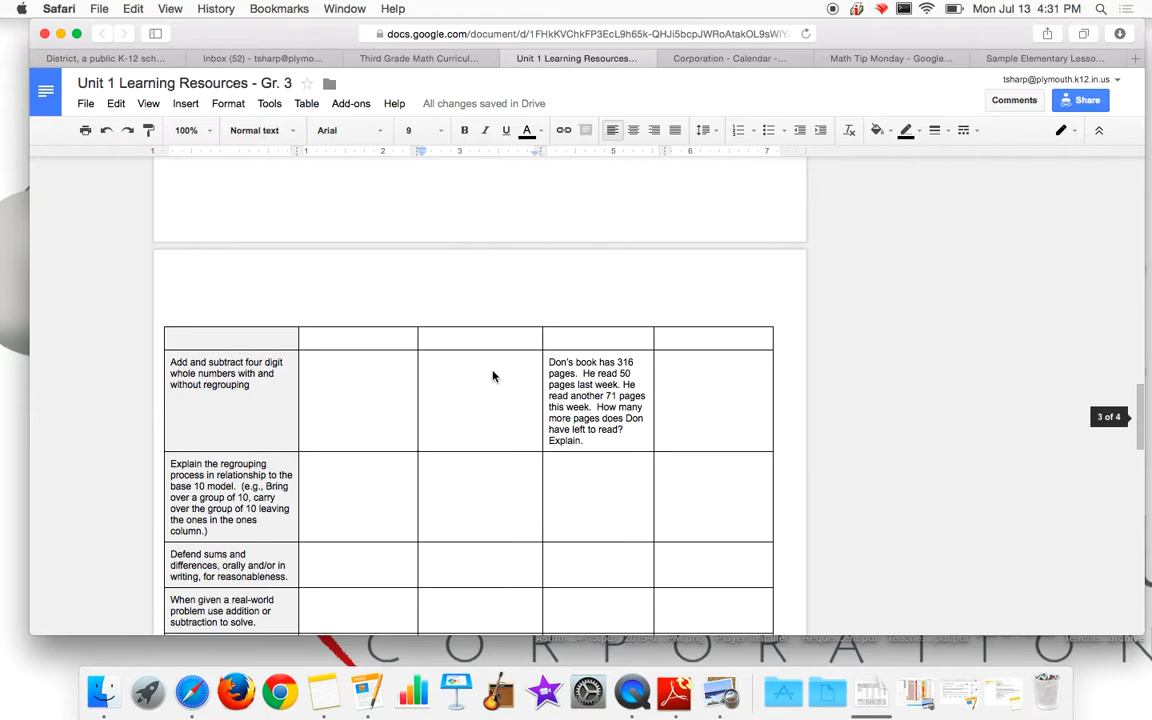 Safari File Edit View History Bookmarks Window Help Mon Jul 13 4:31 PM
docs.google.com/document/d/1FHkKVChkFP3EcL9h65k-QHJi5bcpJWRoAtakOL9sWiY
District, a public K-12 sch... Inbox (52) - tsharp@plymo... Third Grade Math Curricul... Unit 1 Learning Resources... Corporation - Calendar -... Math Tip Monday - Google... Sample Elementary Lesso...
Unit 1 Learning Resources - Gr. 3
tsharp@plymouth.k12.in.us
File Edit View Insert Format Tools Table Add-ons Help All changes saved in Drive
Comments Share
100% Normal text Arial 9 B I U A
1 1 2 3 5 6 7
Add and subtract four digit
whole numbers with and
without regrouping
Don's book has 316
pages. He read 50
pages last week. He
read another 71 pages
this week. How many
more pages does Don
have left to read?
Explain.
3 of 4
Explain the regrouping
process in relationship to the
base 10 model. (e.g., Bring
over a group of 10, carry
over the group of 10 leaving
the ones in the ones
column.)
Defend sums and
differences, orally and/or in
writing, for reasonableness.
When given a real-world
problem use addition or
subtraction to solve.
CORPORATION